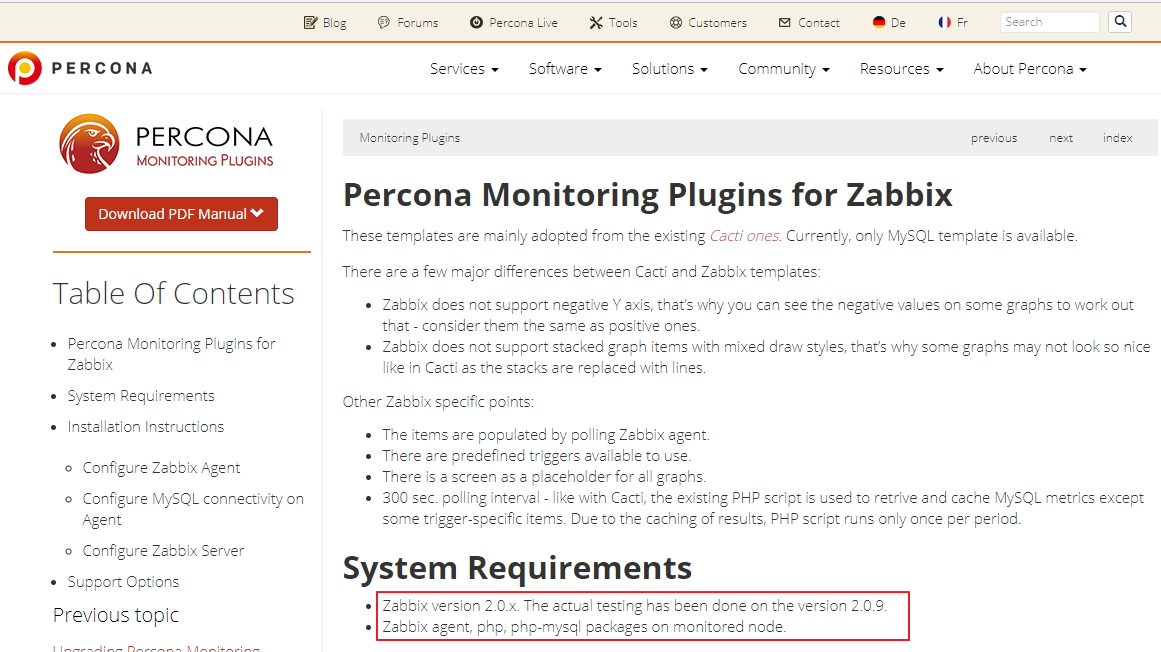 Blog Forums Percona Live Tools Customers Contact De Fr Search
PERCONA
Services Software Solutions Community Resources About Percona
PERCONA
MONITORING PLUGINS
Download PDF Manual
Table Of Contents
Percona Monitoring Plugins for
Zabbix
System Requirements
Installation Instructions
Configure Zabbix Agent
Configure MySQL connectivity on
Agent
Configure Zabbix Server
Support Options
Previous topic
Upgrading Percona Monitoring
Monitoring Plugins previous next index
Percona Monitoring Plugins for Zabbix
These templates are mainly adopted from the existing Cacti ones. Currently, only MySQL template is available.
There are a few major differences between Cacti and Zabbix templates:
Zabbix does not support negative Y axis, that's why you can see the negative values on some graphs to work out
that - consider them the same as positive ones.
Zabbix does not support stacked graph items with mixed draw styles, that's why some graphs may not look so nice
like in Cacti as the stacks are replaced with lines.
Other Zabbix specific points:
The items are populated by polling Zabbix agent.
There are predefined triggers available to use.
There is a screen as a placeholder for all graphs.
300 sec. polling interval - like with Cacti, the existing PHP script is used to retrive and cache MySQL metrics except
some trigger-specific items. Due to the caching of results, PHP script runs only once per period.
System Requirements
Zabbix version 2.0.x. The actual testing has been done on the version 2.0.9.
Zabbix agent, php, php-mysql packages on monitored node.